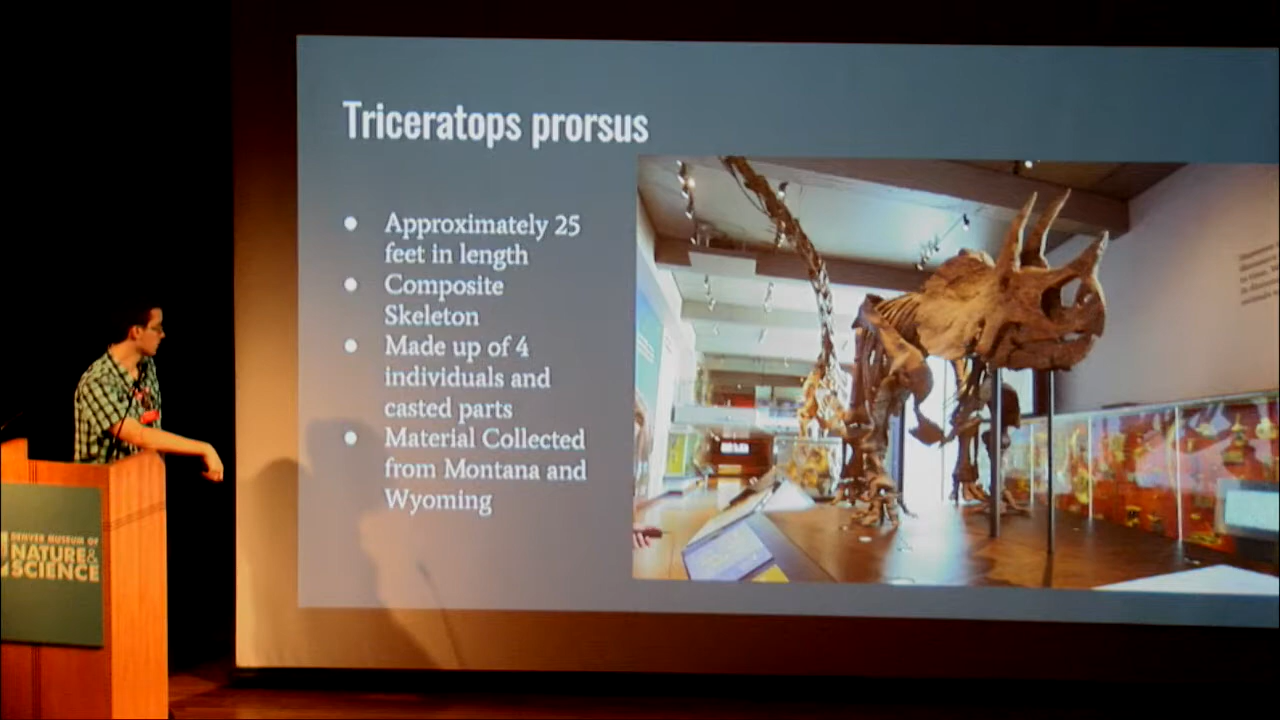 Triceratops prorsus
Approximately 25
feet in length
Composite
Skeleton
Made up of 4
individuals and
casted parts
Material Collected
from Montana and
Wyoming
DENVER MUSEUM OF
NATURE &
SCIENCE